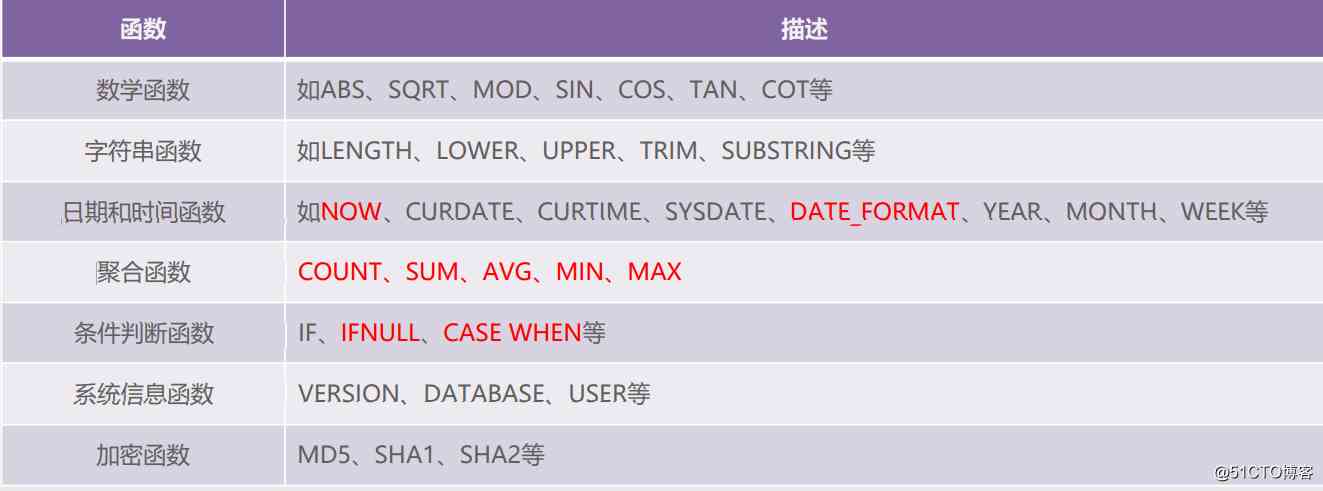 函数 描述
数学函数 如ABS、SQRT、MOD、SIN、COS、TAN、COT等
字符串函数 如LENGTH、LOWER、UPPER、TRIM、SUBSTRING等
日期和时间函数 如NOW、CURDATE、CURTIME、SYSDATE、DATE_FORMAT、YEAR、MONTH、WEEK等
聚合函数 COUNT、SUM、AVG、MIN、MAX
条件判断函数 IF、IFNULL、CASE WHEN等
系统信息函数 VERSION、DATABASE、USER等
加密函数 MD5、SHA1、SHA2等
@51CTO博客